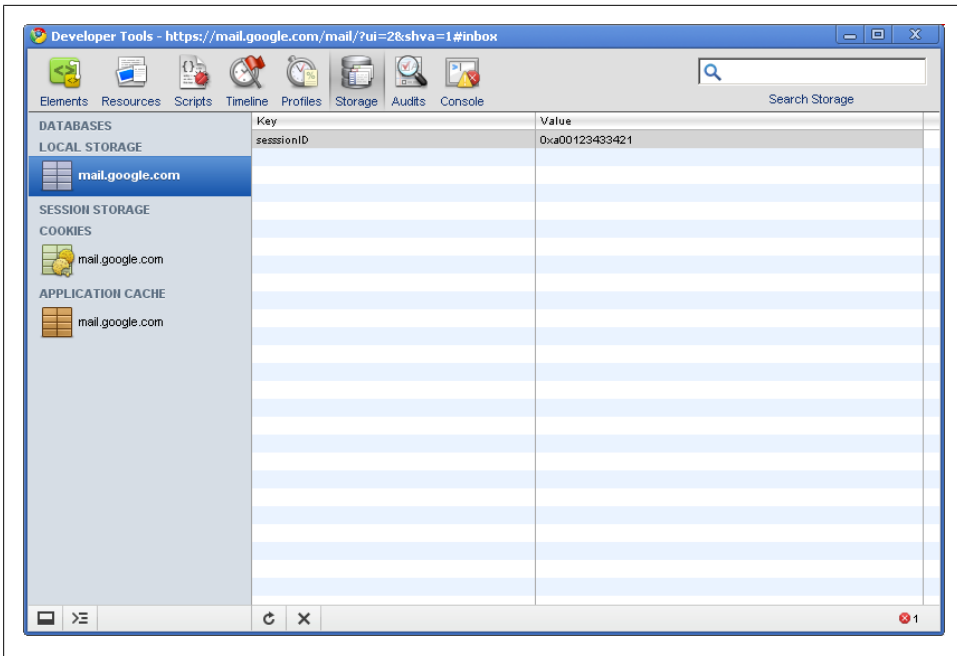 Developer Tools - https://mail.google.com/mail/?ui=2&shva=1#inbox
Elements Resources Scripts Timeline Profiles Storage Audits Console
Search Storage
DATABASES
LOCAL STORAGE
mail.google.com
SESSION STORAGE
COOKIES
mail.google.com
APPLICATION CACHE
mail.google.com
Key Value
sesssionID 0xa00123433421
1